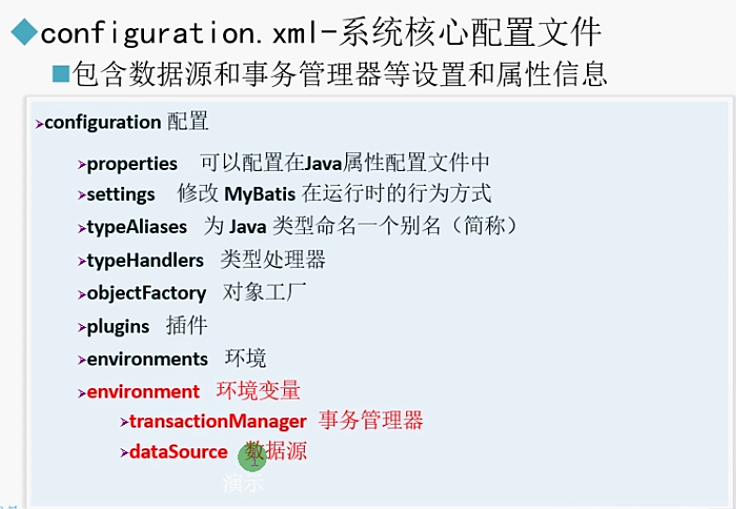 configuration.xml-系统核心配置文件
包含数据源和事务管理器等设置和属性信息
configuration 配置
properties 可以配置在Java属性配置文件中
settings 修改 MyBatis 在运行时的行为方式
typeAliases 为 Java 类型命名一个别名（简称）
typeHandlers 类型处理器
objectFactory 对象工厂
plugins 插件
environments 环境
environment 环境变量
transactionManager 事务管理器
dataSource 数据源
1
演示